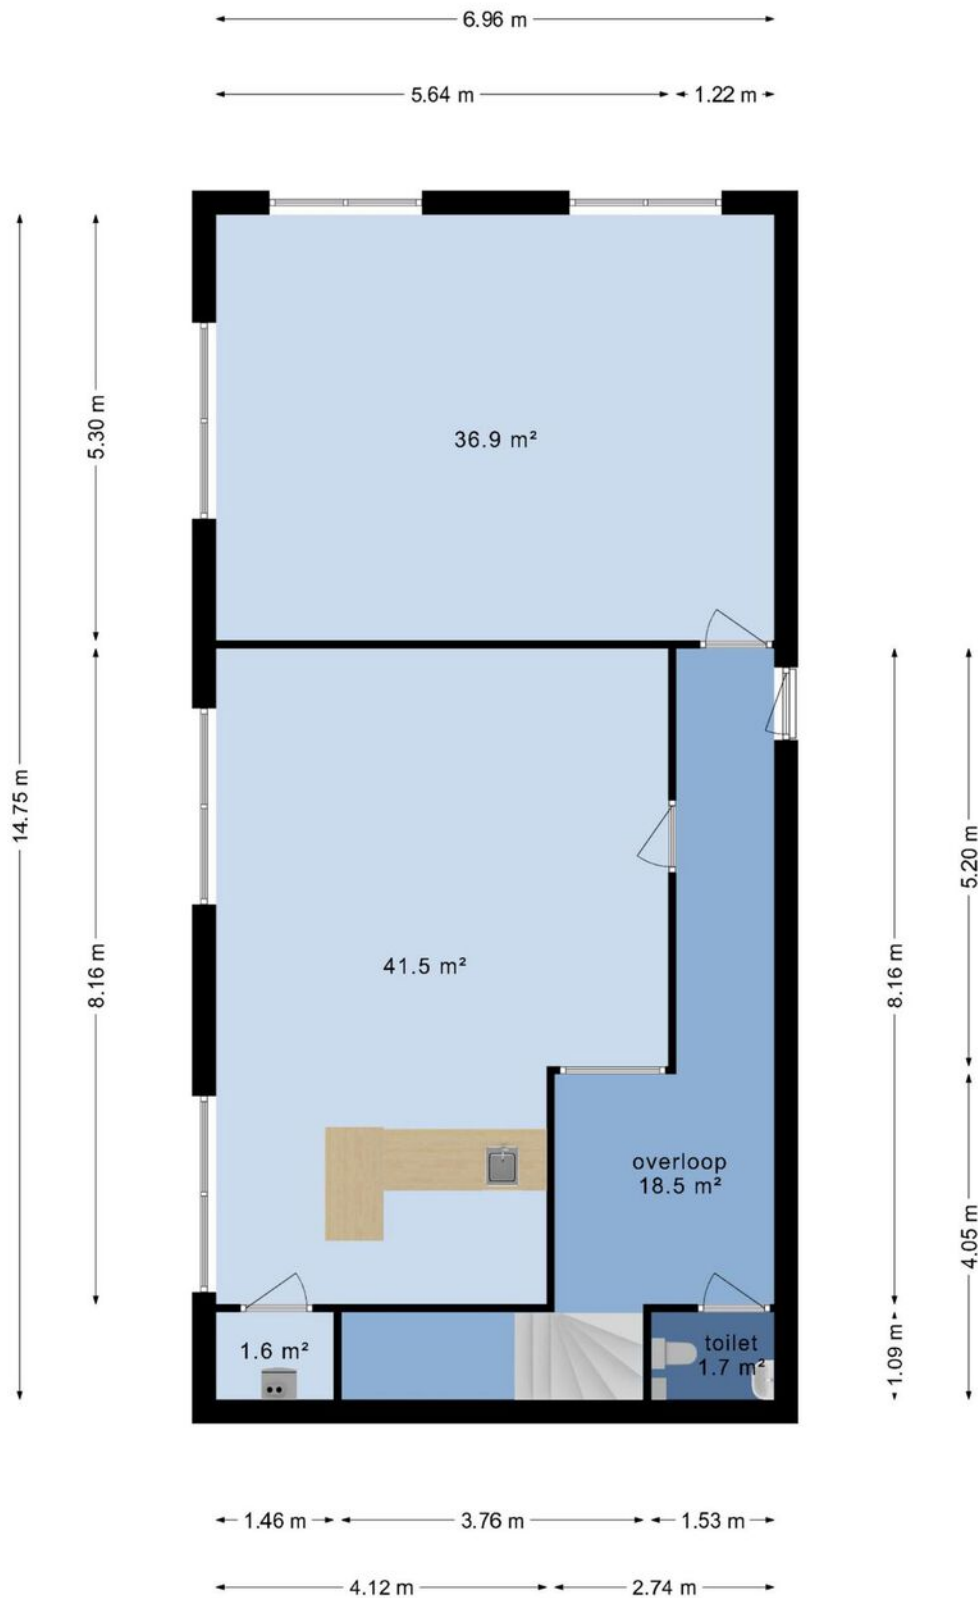 6.96 m
5.64 m
1.22 m
5.30 m
36.9 m²
14.75 m
5.20 m
8.16 m
41.5 m²
8.16 m
overloop
18.5 m²
4.05 m
1.6 m²
toilet
1.7 m²
1.09 m
1.46 m
3.76 m
1.53 m
4.12 m
2.74 m